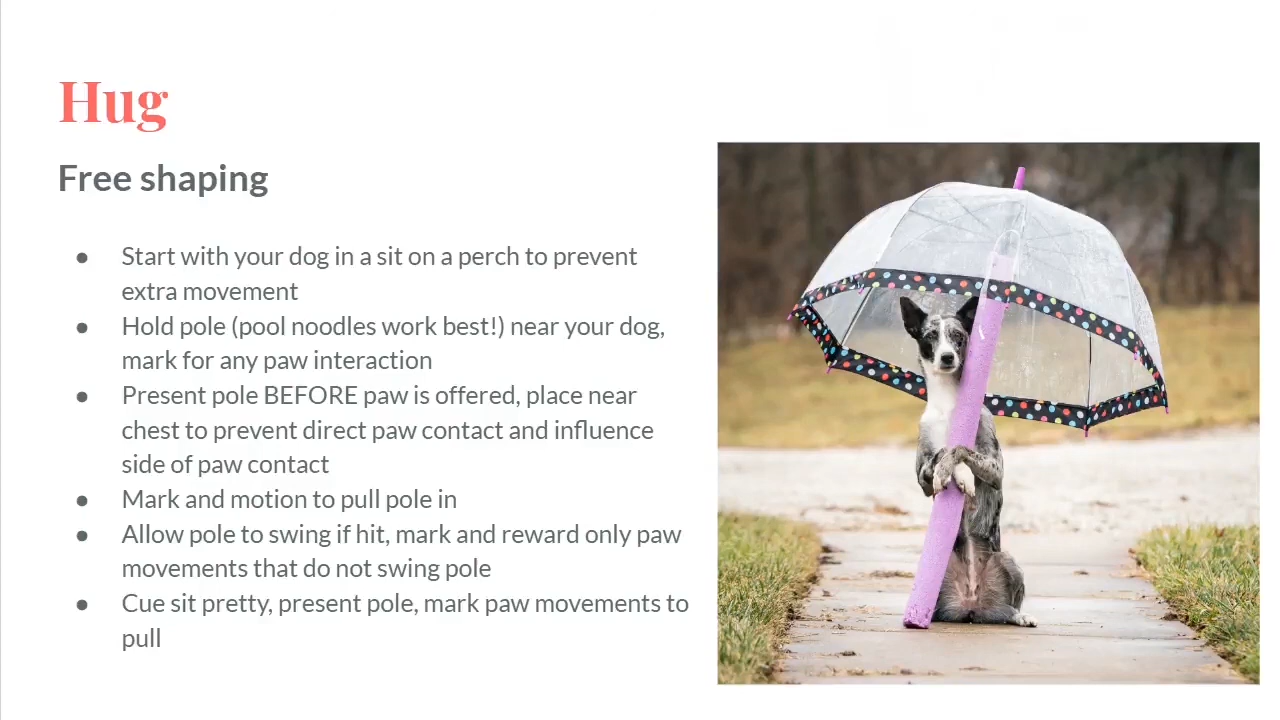 Hug
Free shaping
● Start with your dog in a sit on a perch to prevent
extra movement
● Hold pole (pool noodles work best!) near your dog,
mark for any paw interaction
● Present pole BEFORE paw is offered, place near
chest to prevent direct paw contact and influence
side of paw contact
● Mark and motion to pull pole in
● Allow pole to swing if hit, mark and reward only paw
movements that do not swing pole
● Cue sit pretty, present pole, mark paw movements to
pull